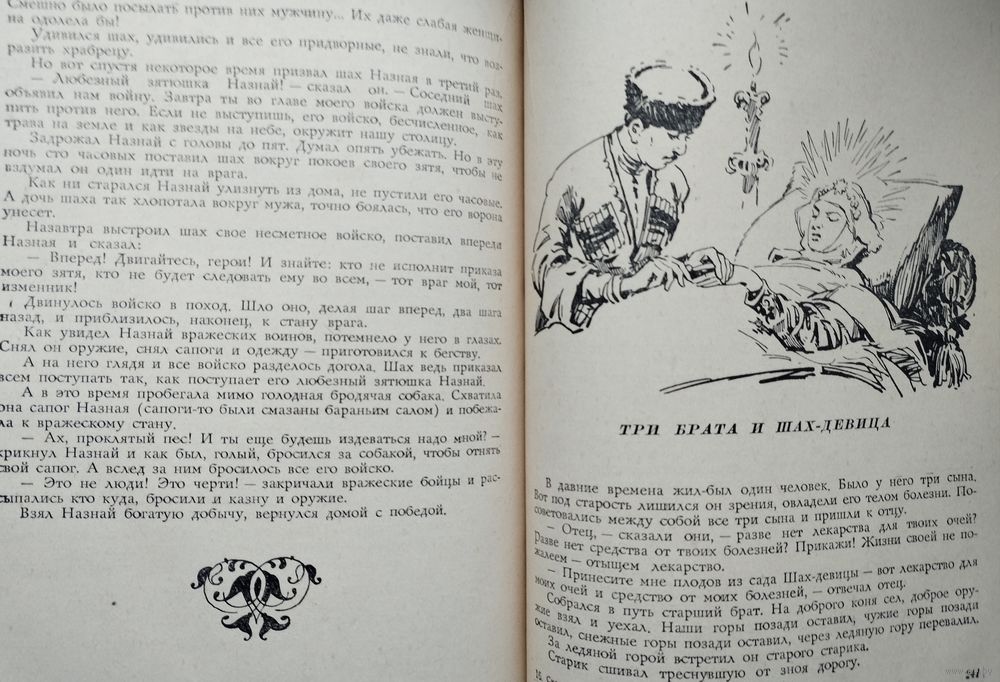 Смешно было посылать против них мужчину... Их даже слабая женщи-
на одолела бы!
Удивился шах, удивились и все его придворные, не знали, что воз-
разить храбрецу.
Но вот спустя некоторое время призвал шах Назная в третий раз.
— Любезный зятюшка Назнай! — сказал он. — Соседний шах
объявил нам войну. Завтра ты во главе моего войска должен высту-
пить против него. Если не выступишь, его войско, бесчисленное, как
трава на земле и как звезды на небе, окружит нашу столицу.
Задрожал Назнай с головы до пят. Думал опять убежать. Но в эту
ночь сто часовых поставил шах вокруг покоев своего зятя, чтобы не
вздумал он один идти на врага.
Как ни старался Назнай улизнуть из дома, не пустили его часовые.
А дочь шаха так хлопотала вокруг мужа, точно боялась, что его ворона
унесет.
Назавтра выстроил шах свое несметное войско, поставил впереди
Назная и сказал:
— Вперед! Двигайтесь, герои! И знайте: кто не исполнит приказа
моего зятя, кто не будет следовать ему во всем, — тот враг мой, тот
изменник!
Двинулось войско в поход. Шло оно, делая шаг вперед, два шага
назад, и приблизилось, наконец, к стану врага.
Как увидел Назнай вражеских воинов, потемнело у него в глазах.
Снял он оружие, снял сапоги и одежду — приготовился к бегству.
А на него глядя и все войско разделось догола. Шах ведь приказал
всем поступать так, как поступает его любезный зятюшка Назнай.
А в это время пробегала мимо голодная бродячая собака. Схватила
она сапог Назная (сапоги-то были смазаны бараньим салом) и побежа-
ла к вражескому стану.
— Ах, проклятый пес! И ты еще будешь издеваться надо мной? —
крикнул Назнай и как был, голый, бросился за собакой, чтобы отнять
свой сапог. А вслед за ним бросилось все его войско.
— Это не люди! Это черти! — закричали вражеские бойцы и рас-
сыпались кто куда, бросили и казну и оружие.
Взял Назнай богатую добычу, вернулся домой с победой.
ТРИ БРАТА И ШАХ-ДЕВИЦА
В давние времена жил-был один человек. Было у него три сына.
Вот под старость лишился он зрения, овладели его телом болезни. По-
советовались между собой все три сына и пришли к отцу.
— Отец, — сказали они, — разве нет лекарства для твоих очей?
Разве нет средства от твоих болезней? Прикажи! Жизни своей не по-
жалеем — отыщем лекарство.
— Принесите мне плодов из сада Шах-девицы — вот лекарство для
моих очей и средство от моих болезней, — отвечал отец.
Собрался в путь старший брат. На доброго коня сел, доброе ору-
жие взял и уехал. Наши горы позади оставил, чужие горы позади
оставил, снежные горы позади оставил, через ледяную гору перевалил.
За ледяной горой встретил он старого старика.
Старик сшивал треснувшую от зноя дорогу.
241